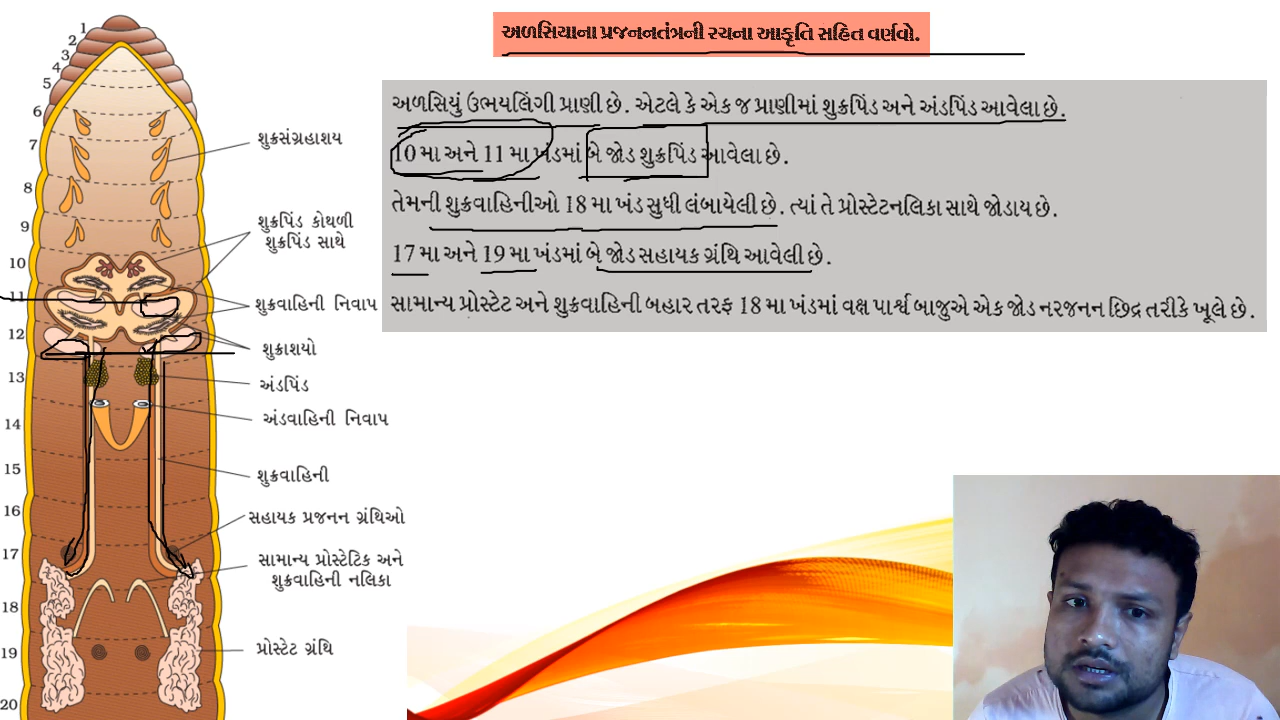 અળસિયાના પ્રજનનતંત્રની રચના આકૃતિ સહિત વર્ણવો.
અળસિયું ઉભયલિંગી પ્રાણી છે. એટલે કે એક જ પ્રાણીમાં શુક્રપિંડ અને અંડપિંડ આવેલા છે.
10 મા અને 11 મા ખંડમાં બે જોડ શુક્રપિંડ આવેલા છે.
તેમની શુક્રવાહિનીઓ 18 મા ખંડ સુધી લંબાયેલી છે. ત્યાં તે પ્રોસ્ટેટનલિકા સાથે જોડાય છે.
17 મા અને 19 મા ખંડમાં બે જોડ સહાયક ગ્રંથિ આવેલી છે.
સામાન્ય પ્રોસ્ટેટ અને શુક્રવાહિની બહાર તરફ 18 મા ખંડમાં વક્ષ પાર્શ્વ બાજુએ એક જોડ નરજનન છિદ્ર તરીકે ખૂલે છે.
1
2
3
4
5
6
7
8
9
10
11
12
13
14
15
16
17
18
19
20
શુક્રસંગ્રહાશય
શુક્રપિંડ કોથળી
શુક્રપિંડ સાથે
શુક્રવાહિની નિવાપ
શુક્રાશયો
અંડપિંડ
અંડવાહિની નિવાપ
શુક્રવાહિની
સહાયક પ્રજનન ગ્રંથિઓ
સામાન્ય પ્રોસ્ટેટિક અને
શુક્રવાહિની નલિકા
પ્રોસ્ટેટ ગ્રંથિ